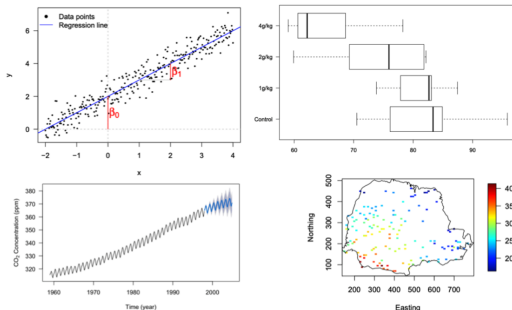 Data points
Regression line
6
4
2
0
y
β0
β1
-2 -1 0 1 2 3 4
x
4g/kg
2g/kg
1g/kg
Control
60 70 80 90
380
370
360
350
340
330
320
CO2 Concentration (ppm)
1960 1970 1980 1990 2000
Time (year)
500
400
300
200
100
Northing
200 300 400 500 600 700
Easting
40
35
30
25
20